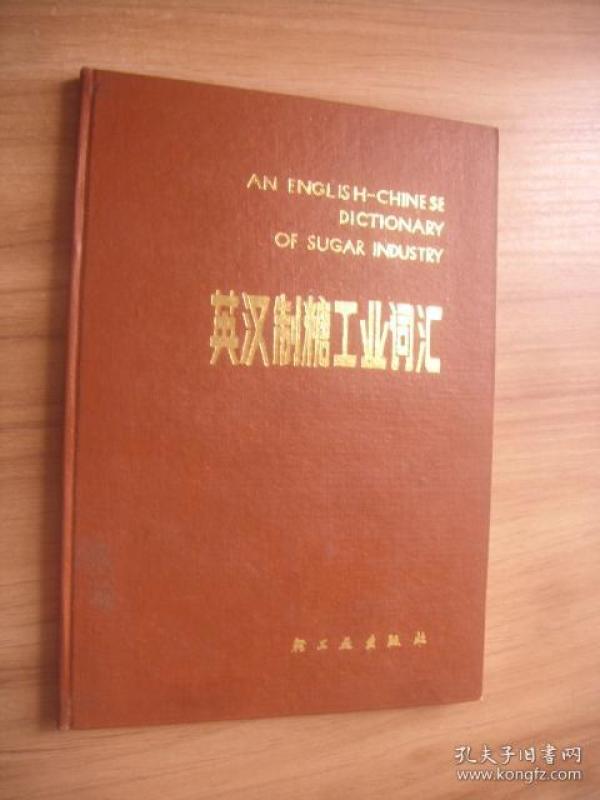 AN ENGLISH-CHINESE
DICTIONARY
OF SUGAR INDUSTRY
英汉制糖工业词汇
轻工业出版社
孔夫子旧書网
www.kongfz.com